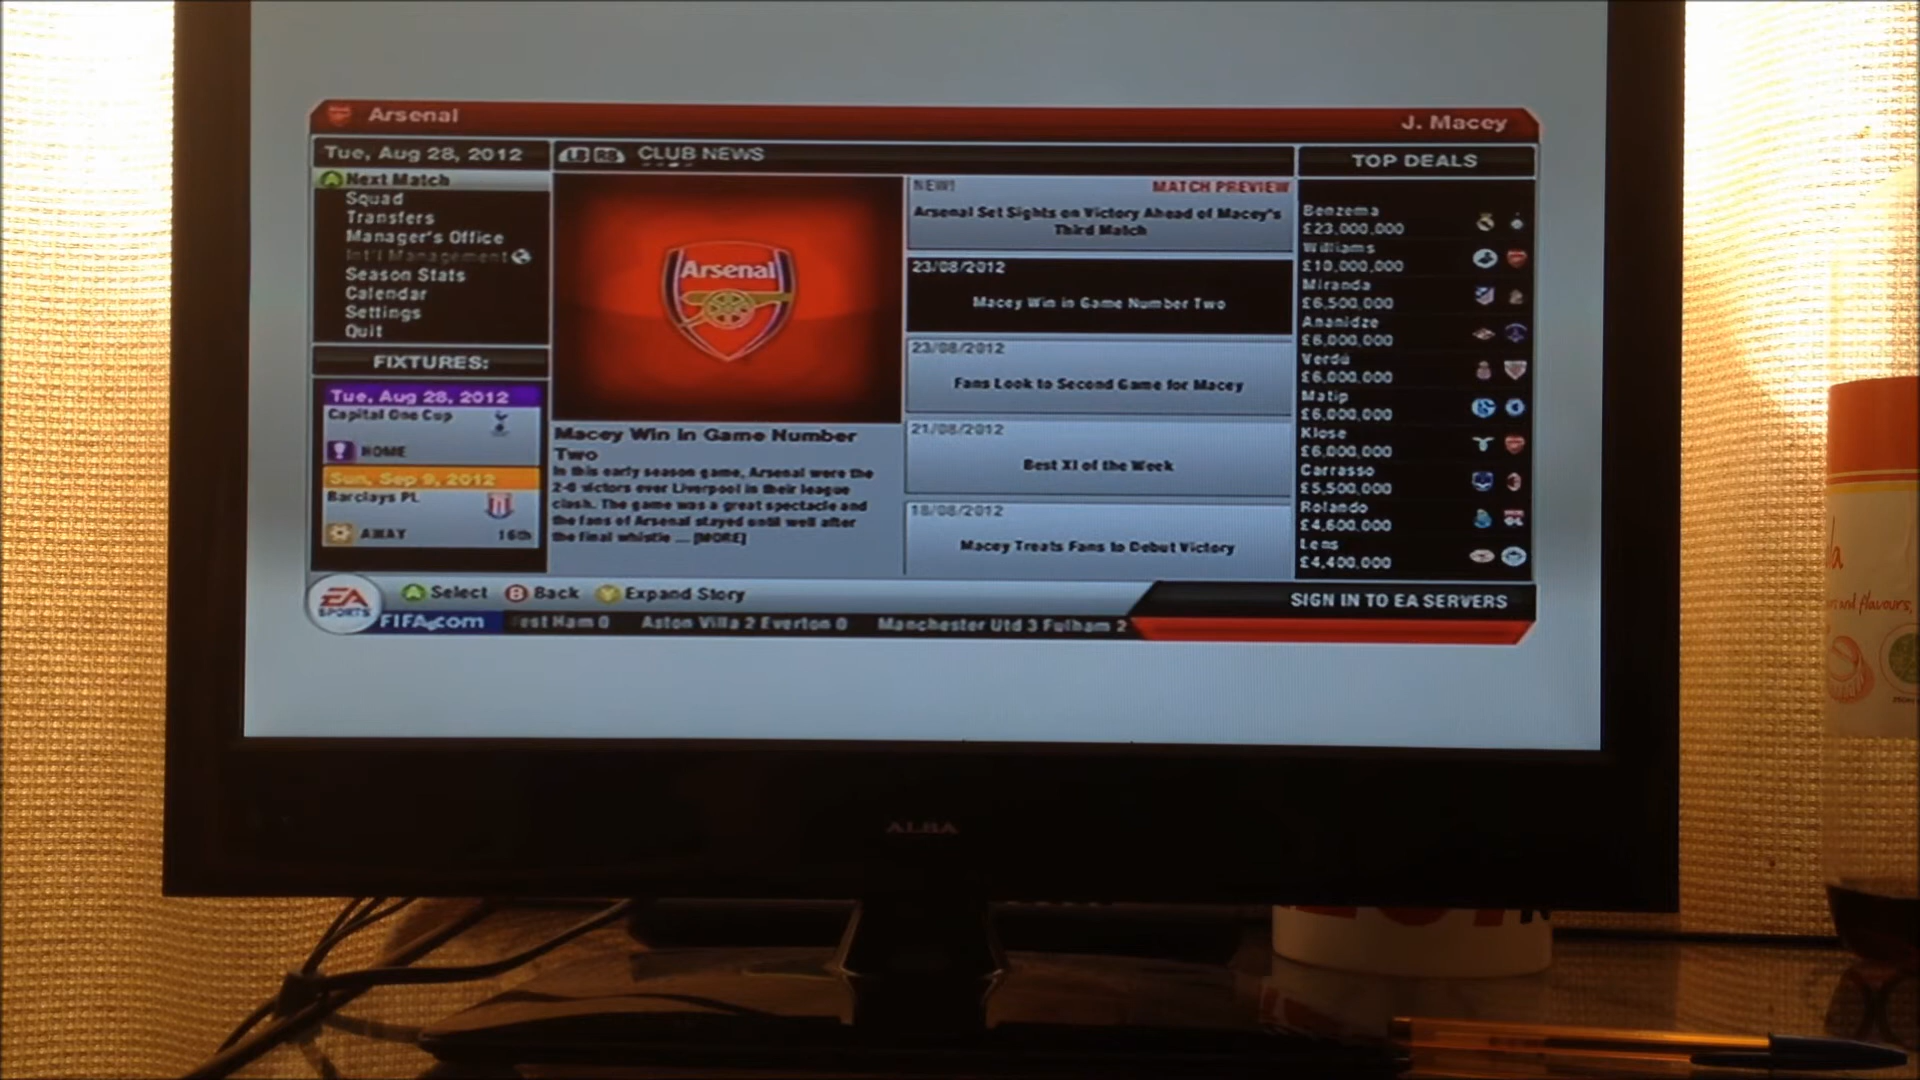 Arsenal
J. Macey
Tue, Aug 28, 2012
LB RB CLUB NEWS
TOP DEALS
A Next Match
Squad
Transfers
Manager's Office
Int'l Management
Season Stats
Calendar
Settings
Quit
FIXTURES:
Tue, Aug 28, 2012
Capital One Cup
HOME
Sun, Sep 9, 2012
Barclays PL
AWAY 16th
Arsenal
Macey Win In Game Number
Two
In this early season game, Arsenal were the
2-0 victors over Liverpool in their league
clash. The game was a great spectacle and
the fans of Arsenal stayed until well after
the final whistle ... [MORE]
NEW! MATCH PREVIEW
Arsenal Set Sights on Victory Ahead of Macey's
Third Match
23/08/2012
Macey Win in Game Number Two
23/08/2012
Fans Look to Second Game for Macey
21/08/2012
Best XI of the Week
18/08/2012
Macey Treats Fans to Debut Victory
Benzema
£23,000,000
Williams
£10,000,000
Miranda
£6,500,000
Ananidze
£6,000,000
Verdú
£6,000,000
Matip
£6,000,000
Klose
£6,000,000
Carrasso
£5,500,000
Rolando
£4,600,000
Lens
£4,400,000
EA
SPORTS
A Select B Back Y Expand Story
SIGN IN TO EA SERVERS
FIFA.com
est Ham 0 Aston Villa 2 Everton 0 Manchester Utd 3 Fulham 2
ALBA
and flavours,